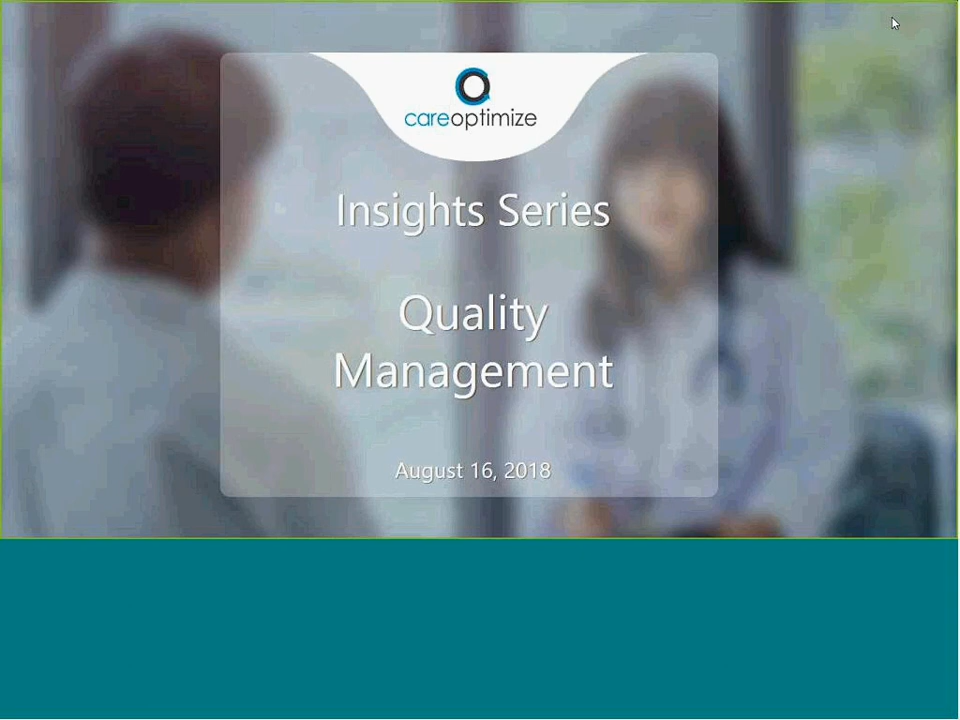 careoptimize
Insights Series
Quality
Management
August 16, 2018